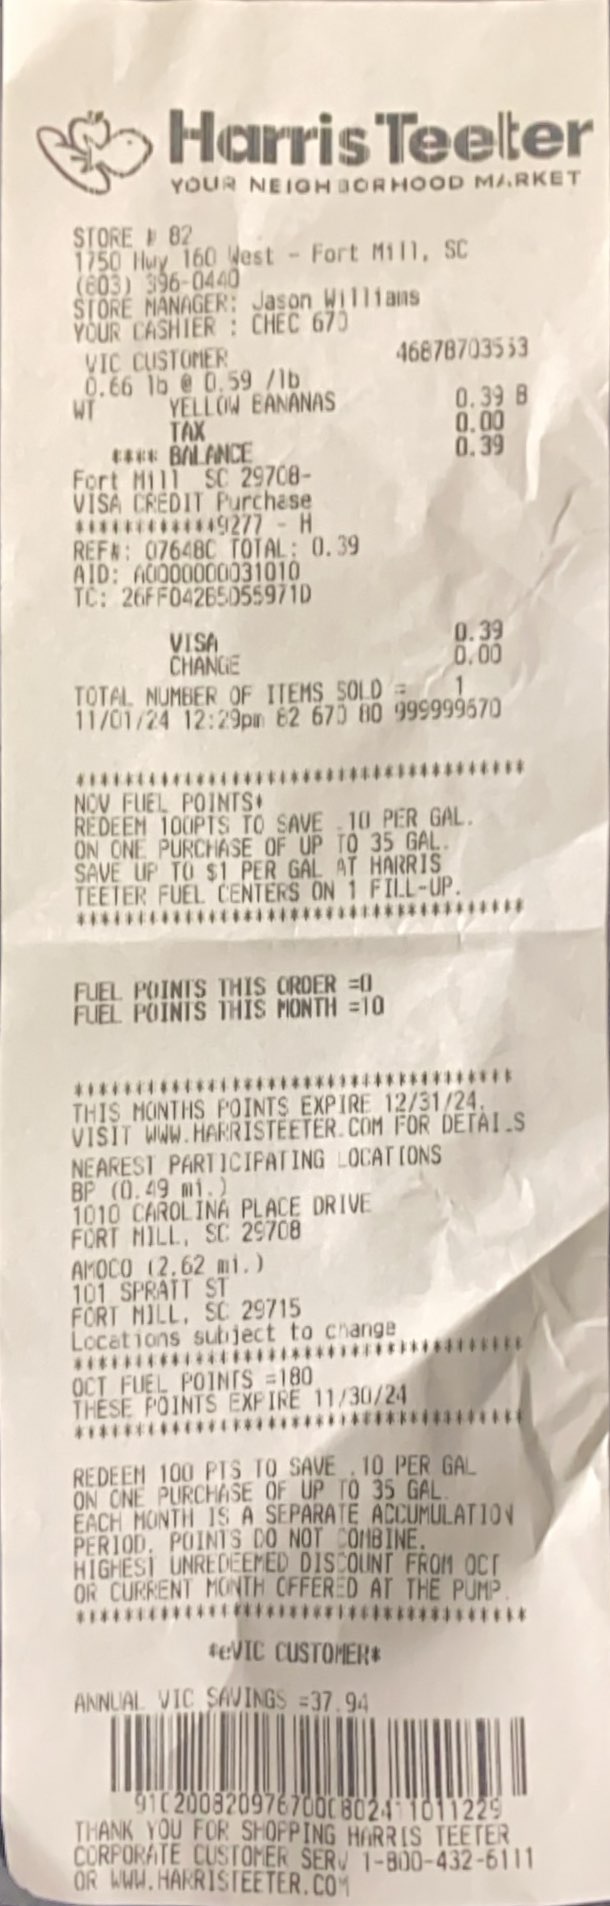 Harris Teeter
YOUR NEIGHBORHOOD MARKET
STORE # 82
1750 Hwy 160 West - Fort Mill, SC
(803) 396-0440
STORE MANAGER: Jason Williams
YOUR CASHIER : CHEC 670
VIC CUSTOMER 46878703553
0.66 lb @ 0.59 /lb
WT YELLOW BANANAS 0.39 B
TAX 0.00
**** BALANCE 0.39
Fort Mill SC 29708-
VISA CREDIT Purchase
************9277 - H
REF#: 07648C TOTAL: 0.39
AID: A0000000031010
TC: 26FF042B5055971D
VISA 0.39
CHANGE 0.00
TOTAL NUMBER OF ITEMS SOLD = 1
11/01/24 12:29pm 82 670 80 999999670
*************************************
NOV FUEL POINTS*
REDEEM 100PTS TO SAVE .10 PER GAL.
ON ONE PURCHASE OF UP TO 35 GAL.
SAVE UP TO $1 PER GAL AT HARRIS
TEETER FUEL CENTERS ON 1 FILL-UP.
*************************************
FUEL POINTS THIS ORDER =0
FUEL POINTS THIS MONTH =10
*************************************
THIS MONTHS POINTS EXPIRE 12/31/24.
VISIT WWW.HARRISTEETER.COM FOR DETAILS
NEAREST PARTICIPATING LOCATIONS
BP (0.49 mi.)
1010 CAROLINA PLACE DRIVE
FORT MILL, SC 29708
AMOCO (2.62 mi.)
101 SPRATT ST
FORT MILL, SC 29715
Locations subject to change
*************************************
OCT FUEL POINTS =180
THESE POINTS EXPIRE 11/30/24
*************************************
REDEEM 100 PTS TO SAVE .10 PER GAL
ON ONE PURCHASE OF UP TO 35 GAL.
EACH MONTH IS A SEPARATE ACCUMULATION
PERIOD. POINTS DO NOT COMBINE.
HIGHEST UNREDEEMED DISCOUNT FROM OCT
OR CURRENT MONTH OFFERED AT THE PUMP.
*************************************
*eVIC CUSTOMER*
ANNUAL VIC SAVINGS =37.94
THANK YOU FOR SHOPPING HARRIS TEETER
CORPORATE CUSTOMER SERV 1-800-432-6111
OR WWW.HARRISTEETER.COM